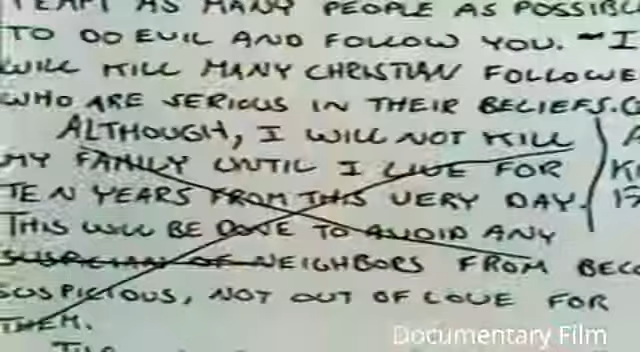 TEMPT AS MANY PEOPLE AS POSSIBL
TO DO EVIL AND FOLLOW YOU. ~ I
WILL KILL MANY CHRISTIAN FOLLOWE
WHO ARE SERIOUS IN THEIR BELIEFS.
ALTHOUGH, I WILL NOT KILL
MY FAMILY UNTIL I LIVE FOR
TEN YEARS FROM THIS VERY DAY.
THIS WILL BE DONE TO AVOID ANY
SUSPICIAN OF NEIGHBORS FROM BECO
SUSPICIOUS, NOT OUT OF LOVE FOR
THEM.
Documentary Film